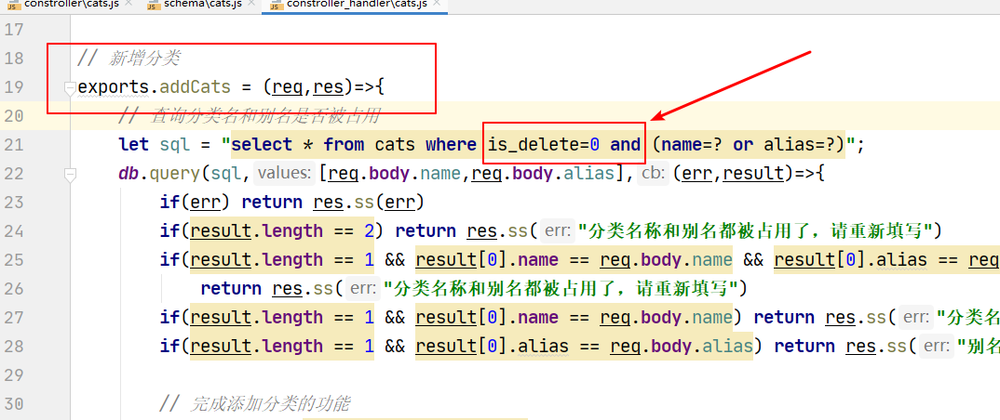 constroller\cats.js × schema\cats.js × constroller_handler\cats.js ×
17
18 // 新增分类
19 exports.addCats = (req,res)=>{
20 // 查询分类名和别名是否被占用
21 let sql = "select * from cats where is_delete=0 and (name=? or alias=?)";
22 db.query(sql, values: [req.body.name,req.body.alias], cb: (err,result)=>{
23 if(err) return res.ss(err)
24 if(result.length == 2) return res.ss( err: "分类名称和别名都被占用了，请重新填写")
25 if(result.length == 1 && result[0].name == req.body.name && result[0].alias == req
26 return res.ss( err: "分类名称和别名都被占用了，请重新填写")
27 if(result.length == 1 && result[0].name == req.body.name) return res.ss( err: "分类名
28 if(result.length == 1 && result[0].alias == req.body.alias) return res.ss( err: "别名
29
30 // 完成添加分类的功能